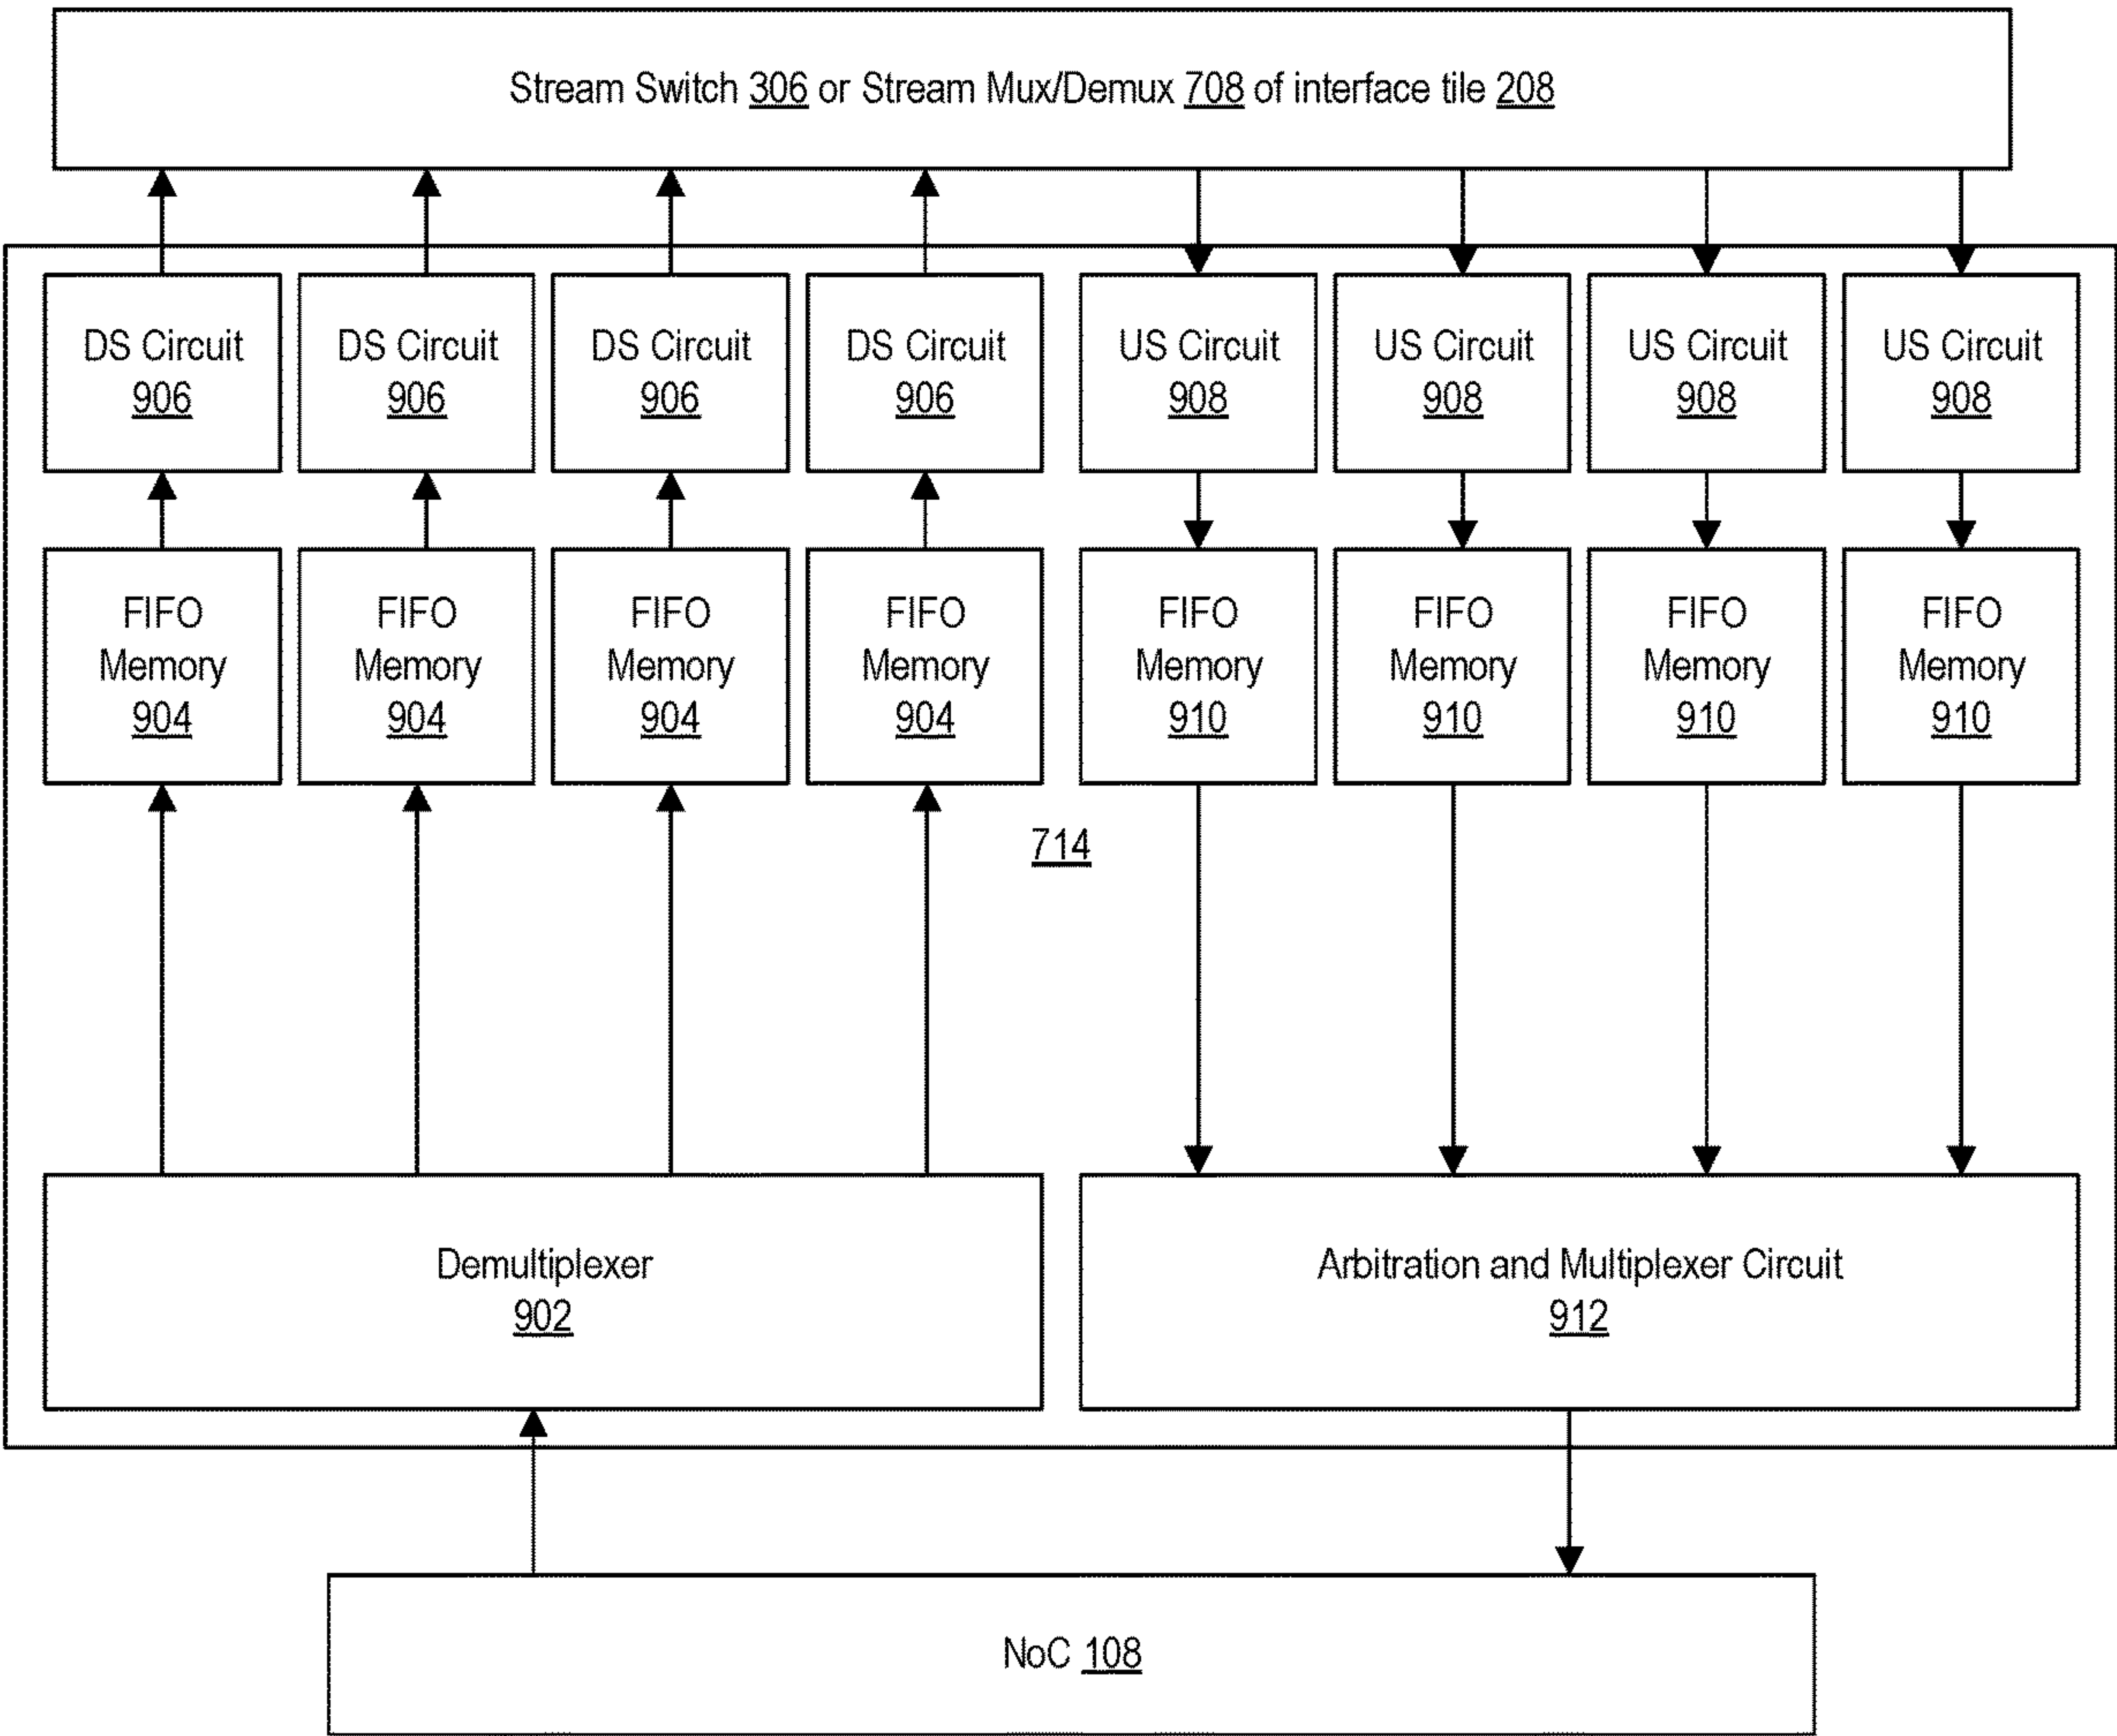 Stream Switch 306 or Stream Mux/Demux 708 of interface tile 208
DS Circuit
906
DS Circuit
906
DS Circuit
906
DS Circuit
906
US Circuit
908
US Circuit
908
US Circuit
908
US Circuit
908
FIFO
Memory
904
FIFO
Memory
904
FIFO
Memory
904
FIFO
Memory
904
FIFO
Memory
910
FIFO
Memory
910
FIFO
Memory
910
FIFO
Memory
910
714
Demultiplexer
902
Arbitration and Multiplexer Circuit
912
NoC 108